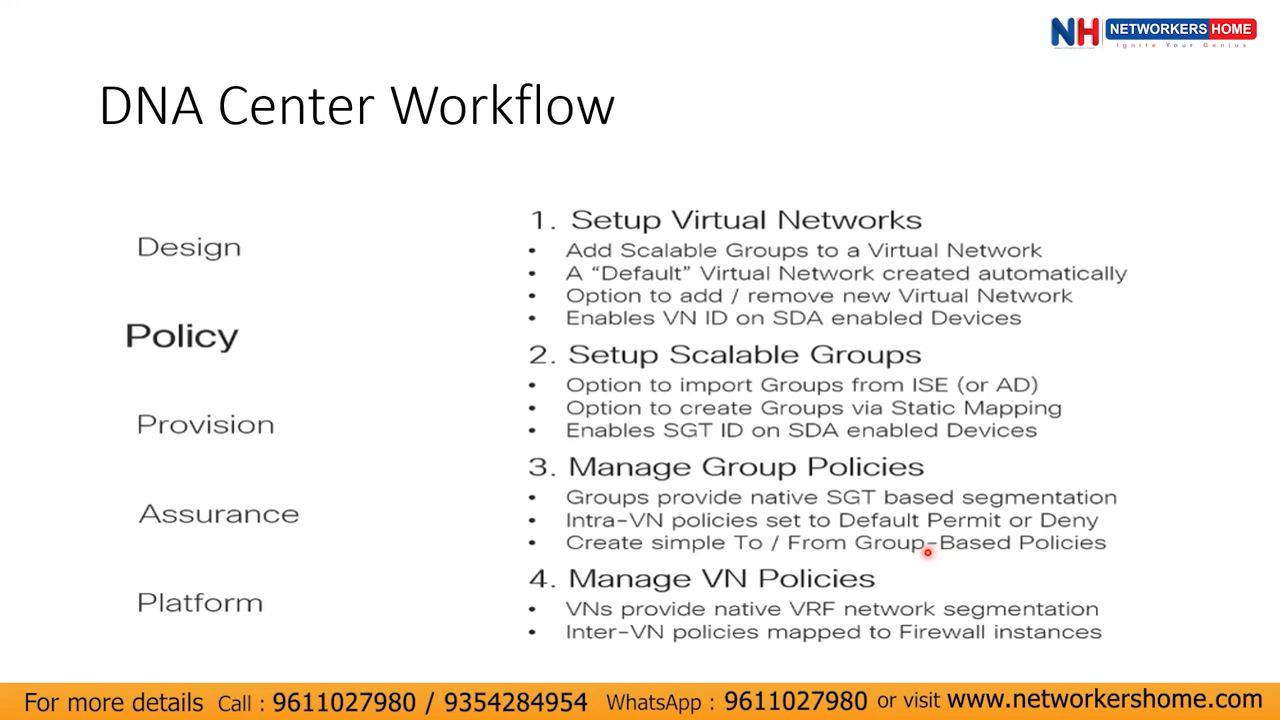 NH NETWORKERS HOME
Ignite Your Genius
DNA Center Workflow
Design
Policy
Provision
Assurance
Platform
1. Setup Virtual Networks
• Add Scalable Groups to a Virtual Network
• A “Default” Virtual Network created automatically
• Option to add / remove new Virtual Network
• Enables VN ID on SDA enabled Devices
2. Setup Scalable Groups
• Option to import Groups from ISE (or AD)
• Option to create Groups via Static Mapping
• Enables SGT ID on SDA enabled Devices
3. Manage Group Policies
• Groups provide native SGT based segmentation
• Intra-VN policies set to Default Permit or Deny
• Create simple To / From Group-Based Policies
4. Manage VN Policies
• VNs provide native VRF network segmentation
• Inter-VN policies mapped to Firewall instances
For more details Call : 9611027980 / 9354284954 WhatsApp : 9611027980 or visit www.networkershome.com